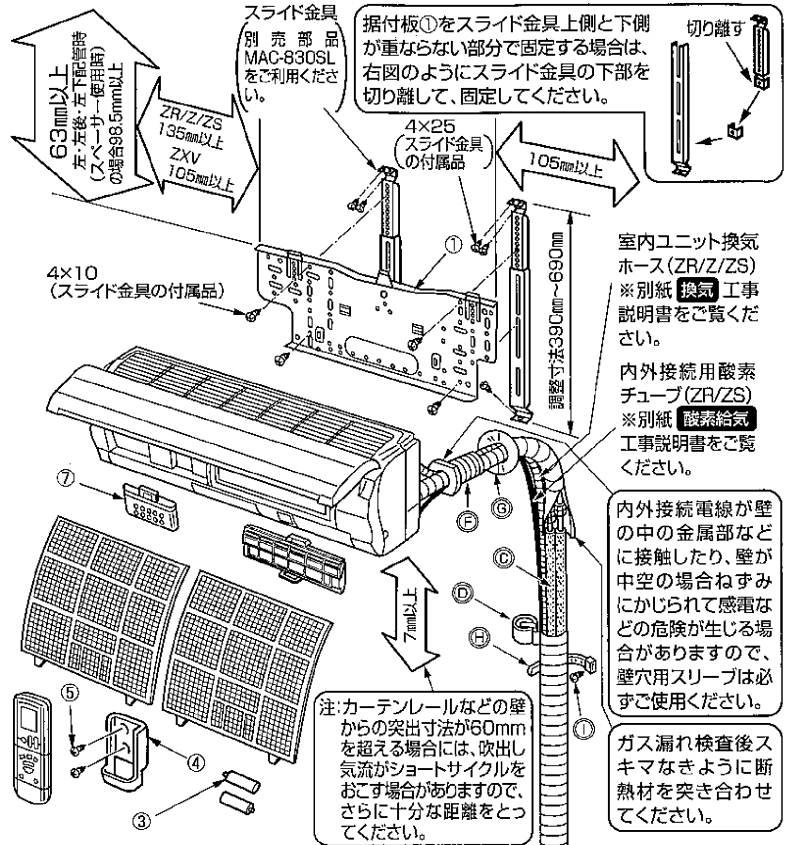 スライド金具
別売部品
MAC-830SL
をご利用くださ
い。
据付板①をスライド金具上側と下側
が重ならない部分で固定する場合は、
右図のようにスライド金具の下部を
切り離して、固定してください。
切り離す
63mm以上
左・左後・左下配管時
(スペーサー使用時
の場合98.5mm以上)
ZR/Z/ZS
135mm以上
ZXV
105mm以上
4×25
(スライド金具
の付属品)
105mm以上
①
4×10
(スライド金具の付属品)
調整寸法390mm～690mm
室内ユニット換気
ホース(ZR/Z/ZS)
※別紙 換気 工事
説明書をご覧くだ
さい。
内外接続用酸素
チューブ(ZR/ZS)
※別紙 酸素給気
工事説明書をご覧
ください。
⑦
Ⓕ
Ⓖ
Ⓒ
Ⓓ
Ⓗ
Ⓘ
7mm以上
内外接続電線が壁
の中の金属部など
に接触したり、壁が
中空の場合ねずみ
にかじられて感電な
どの危険が生じる場
合がありますので、
壁穴用スリーブは必
ずご使用ください。
⑤
④
③
注:カーテンレールなどの壁
からの突出寸法が60mm
を超える場合には、吹出し
気流がショートサイクルを
おこす場合がありますので、
さらに十分な距離をとっ
てください。
ガス漏れ検査後ス
キマなきように断
熱材を突き合わせ
てください。